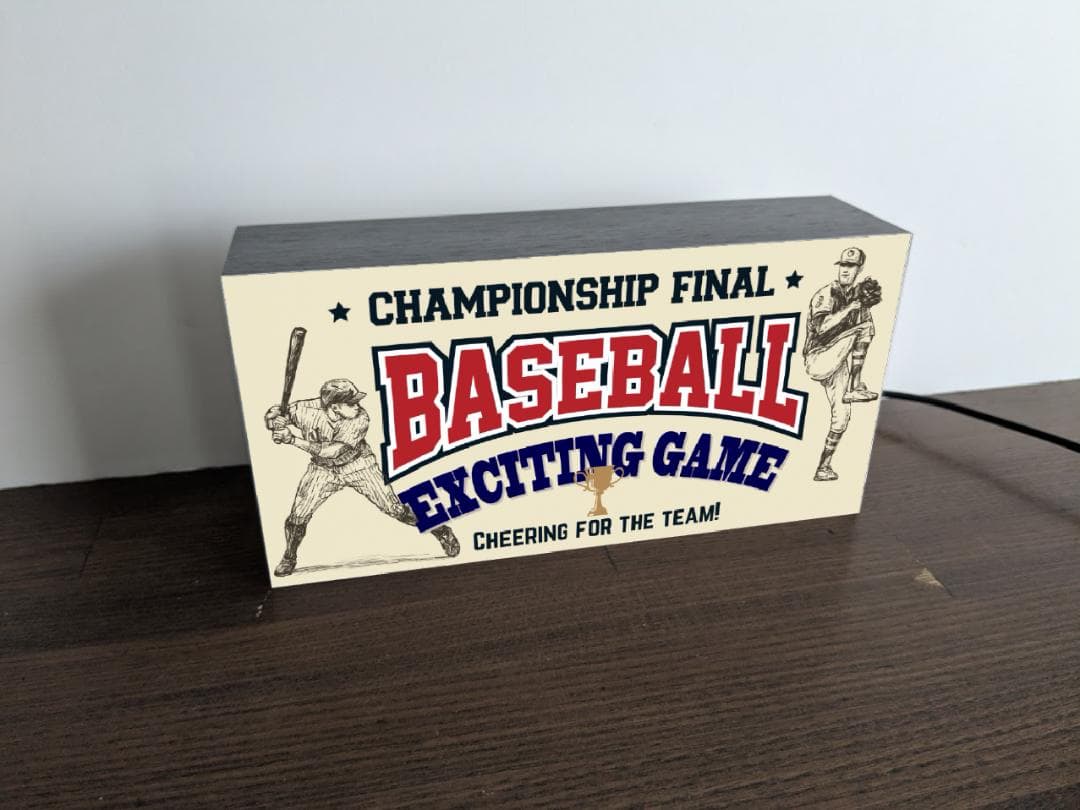 ★ CHAMPIONSHIP FINAL ★
BASEBALL
EXCITING GAME
CHEERING FOR THE TEAM!